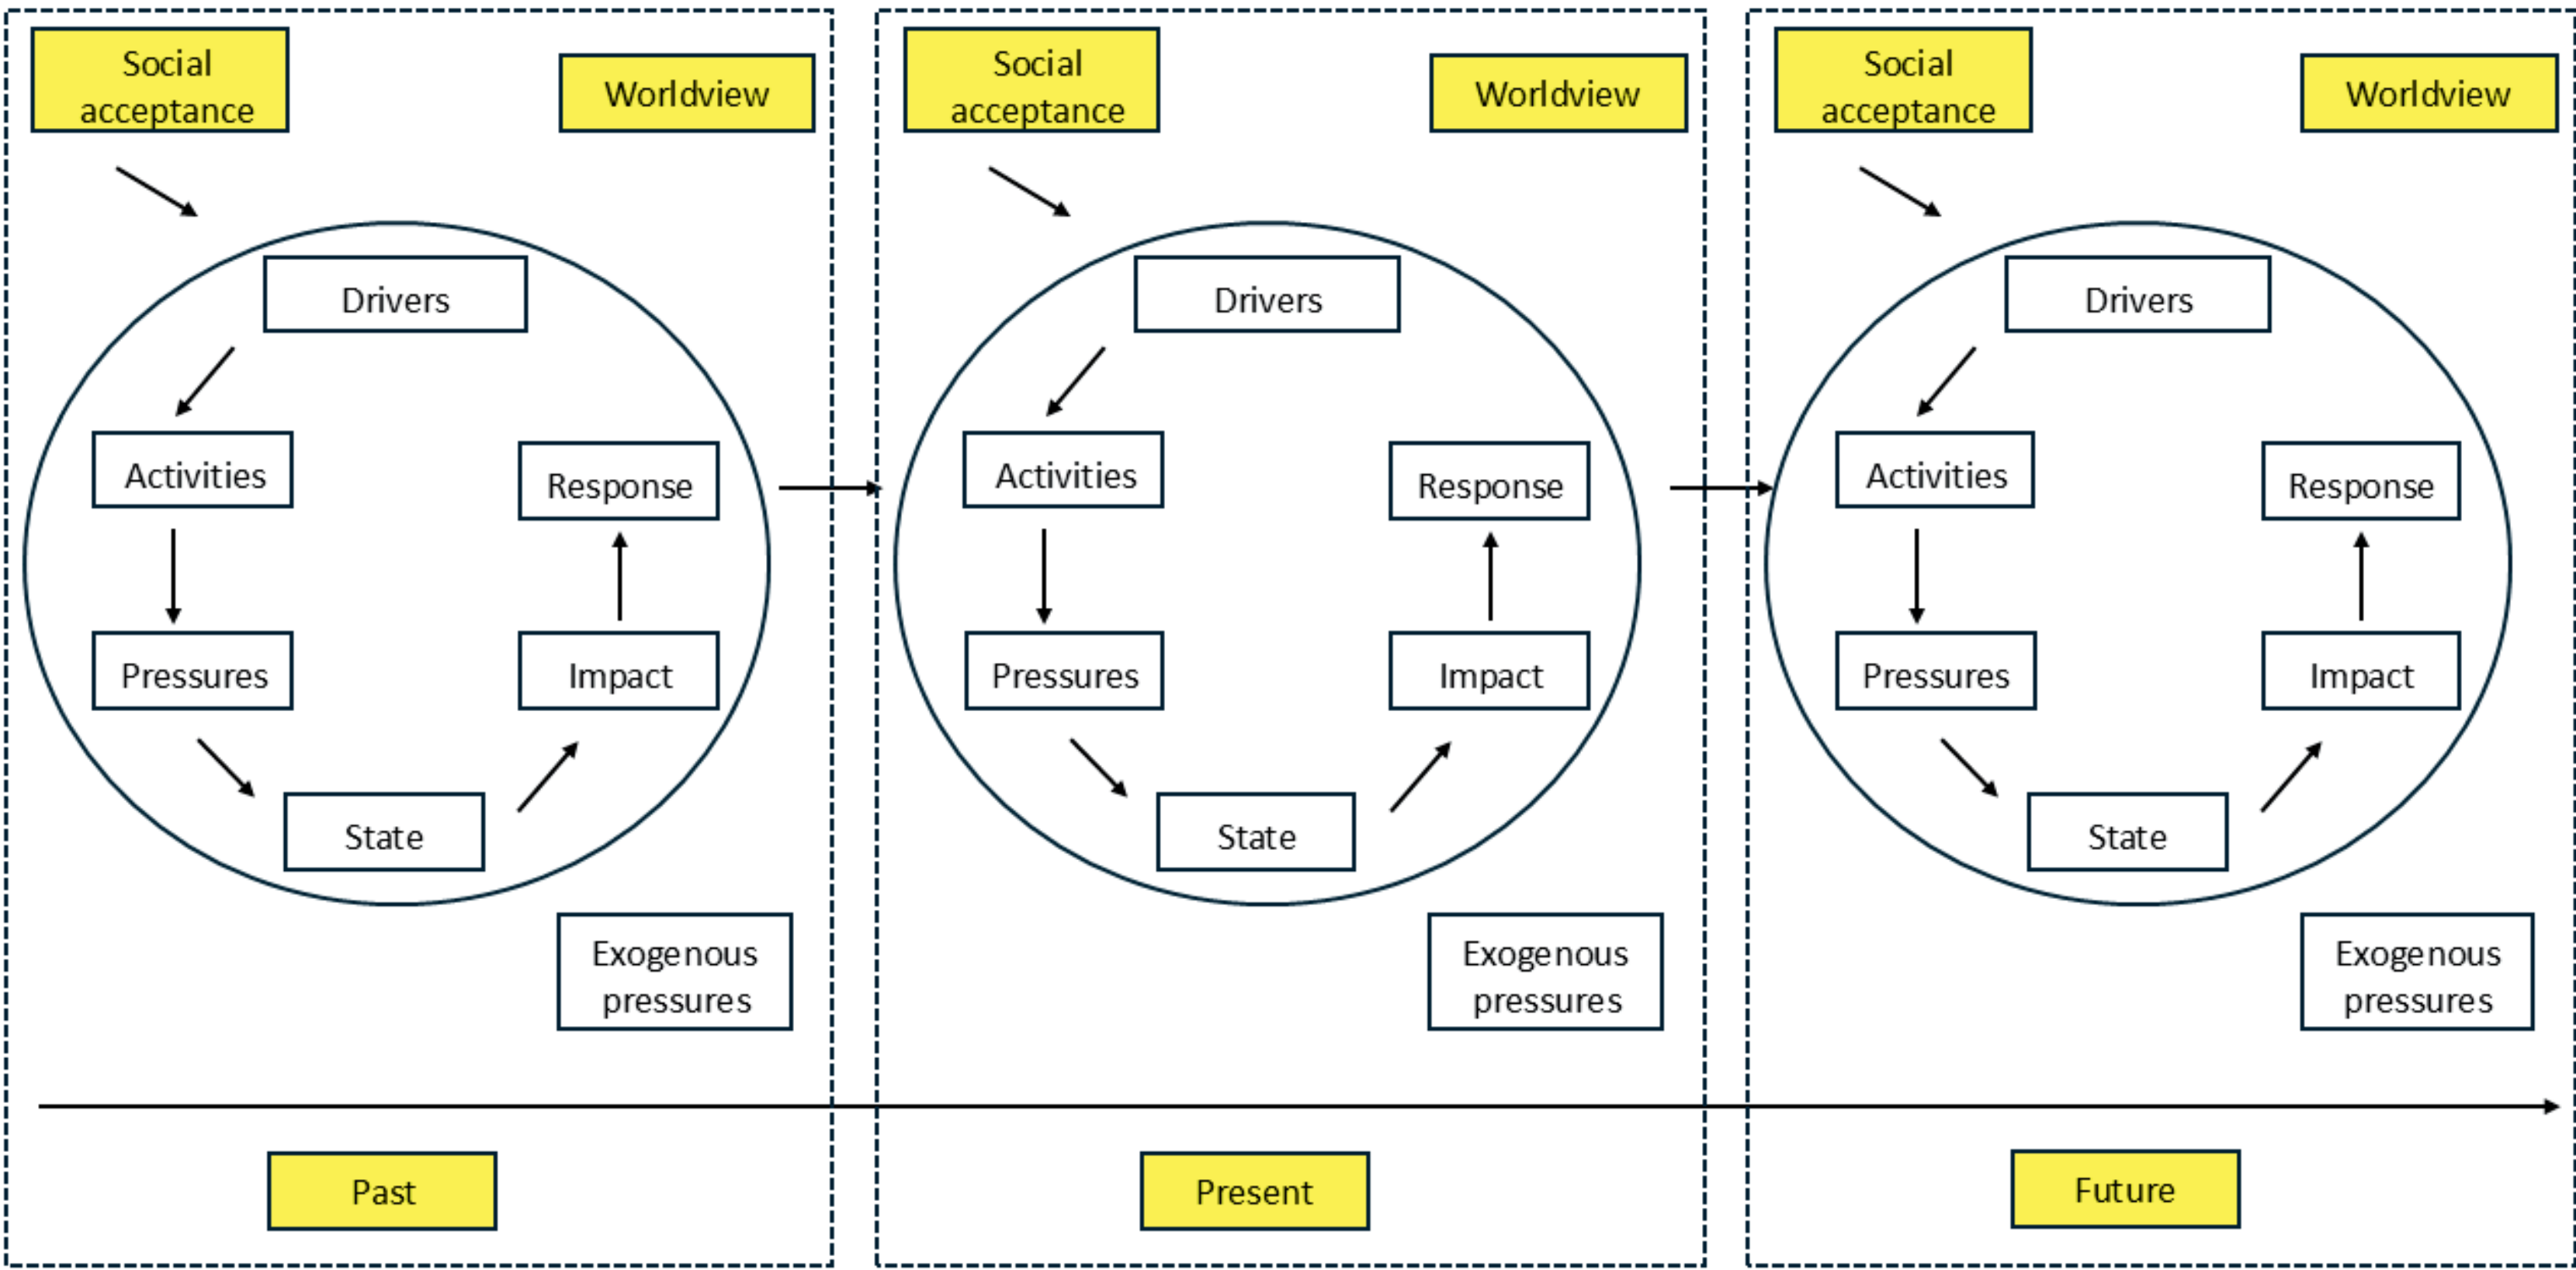 Social
acceptance
Worldview
Drivers
Activities
Response
Pressures
Impact
State
Exogenous
pressures
Past
Social
acceptance
Worldview
Drivers
Activities
Response
Pressures
Impact
State
Exogenous
pressures
Present
Social
acceptance
Worldview
Drivers
Activities
Response
Pressures
Impact
State
Exogenous
pressures
Future